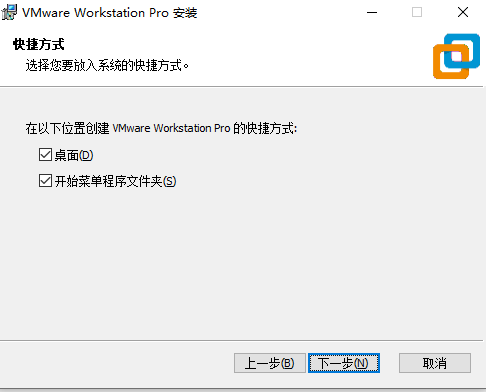 VMware Workstation Pro 安装
快捷方式
选择您要放入系统的快捷方式。
在以下位置创建 VMware Workstation Pro 的快捷方式:
桌面(D)
开始菜单程序文件夹(S)
上一步(B) 下一步(N) 取消